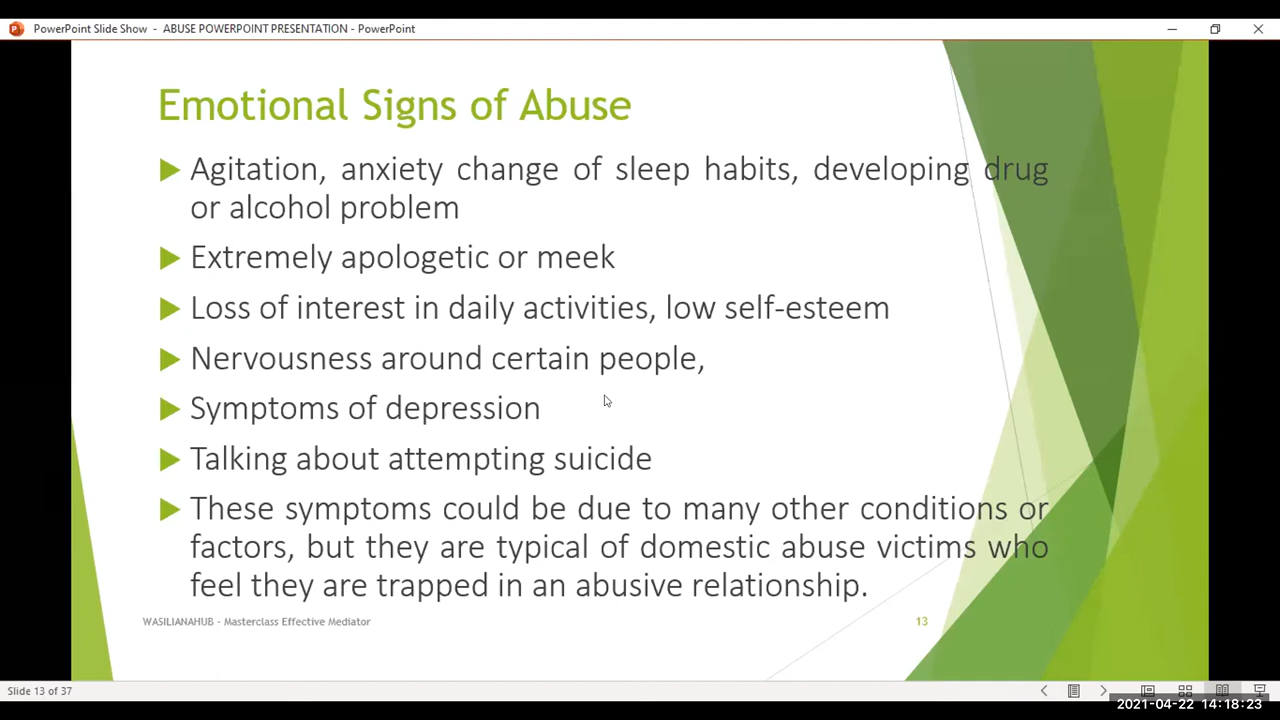 PowerPoint Slide Show - ABUSE POWERPOINT PRESENTATION - PowerPoint
Emotional Signs of Abuse
Agitation, anxiety change of sleep habits, developing drug
or alcohol problem
Extremely apologetic or meek
Loss of interest in daily activities, low self-esteem
Nervousness around certain people,
Symptoms of depression
Talking about attempting suicide
These symptoms could be due to many other conditions or
factors, but they are typical of domestic abuse victims who
feel they are trapped in an abusive relationship.
WASILIANAHUB - Masterclass Effective Mediator
13
Slide 13 of 37
2021-04-22 14:18:23